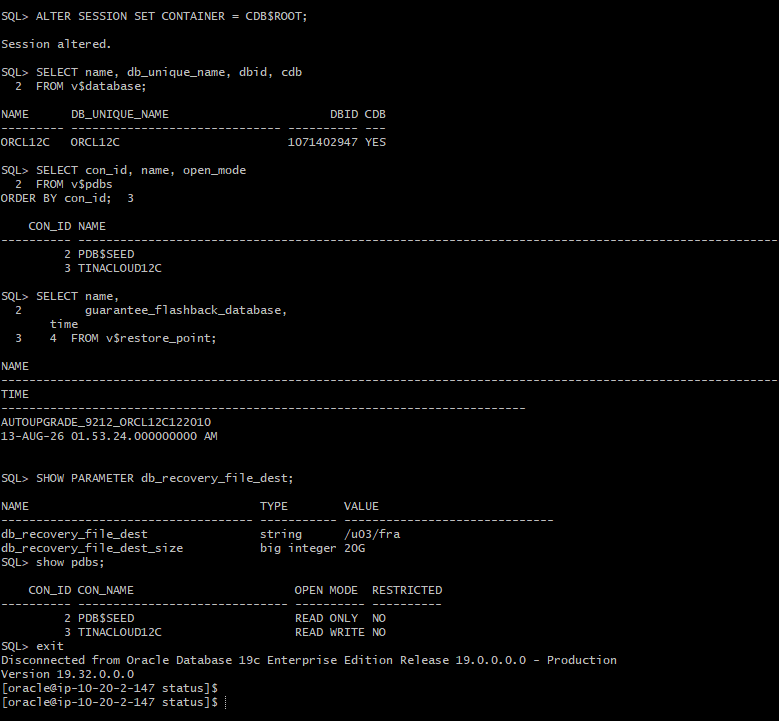 SQL> ALTER SESSION SET CONTAINER = CDB$ROOT;
Session altered.
SQL> SELECT name, db_unique_name, dbid, cdb
2 FROM v$database;
NAME DB_UNIQUE_NAME DBID CDB
---------- ------------------------------ ---------- ---
ORCL12C ORCL12C 1071402947 YES
SQL> SELECT con_id, name, open_mode
2 FROM v$pdbs
ORDER BY con_id; 3
CON_ID NAME
---------- ----------------------------------------------------------------------------------------------------
2 PDB$SEED
3 TINACLOUD12C
SQL> SELECT name,
2 guarantee_flashback_database,
time
3 4 FROM v$restore_point;
NAME
---------------------------------------------------------------------------------------------------------------
TIME
---------------------------------------------------------------------------
AUTOUPGRADE_9212_ORCL12C122010
13-AUG-26 01.53.24.000000000 AM
SQL> SHOW PARAMETER db_recovery_file_dest;
NAME TYPE VALUE
------------------------------------ ----------- ------------------------------
db_recovery_file_dest string /u03/fra
db_recovery_file_dest_size big integer 20G
SQL> show pdbs;
CON_ID CON_NAME OPEN MODE RESTRICTED
---------- ------------------------------ ---------- ----------
2 PDB$SEED READ ONLY NO
3 TINACLOUD12C READ WRITE NO
SQL> exit
Disconnected from Oracle Database 19c Enterprise Edition Release 19.0.0.0.0 - Production
Version 19.32.0.0.0
[oracle@ip-10-20-2-147 status]$
[oracle@ip-10-20-2-147 status]$